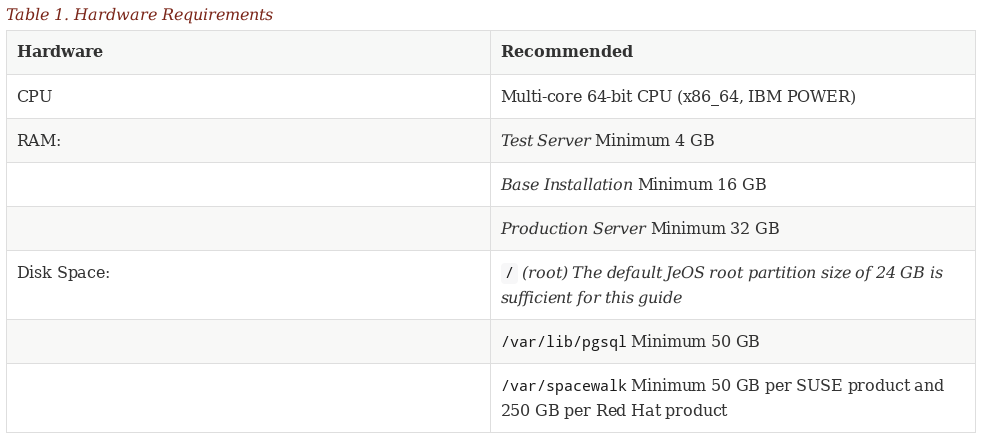 Table 1. Hardware Requirements
Hardware Recommended
CPU Multi-core 64-bit CPU (x86_64, IBM POWER)
RAM: Test Server Minimum 4 GB
Base Installation Minimum 16 GB
Production Server Minimum 32 GB
Disk Space: / (root) The default JeOS root partition size of 24 GB is
sufficient for this guide
/var/lib/pgsql Minimum 50 GB
/var/spacewalk Minimum 50 GB per SUSE product and
250 GB per Red Hat product